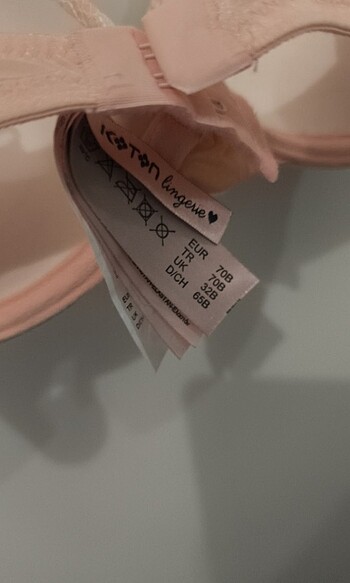 KOTON lingerie ♥
EUR 70B
TR 70B
UK 32B
D/CH 65B